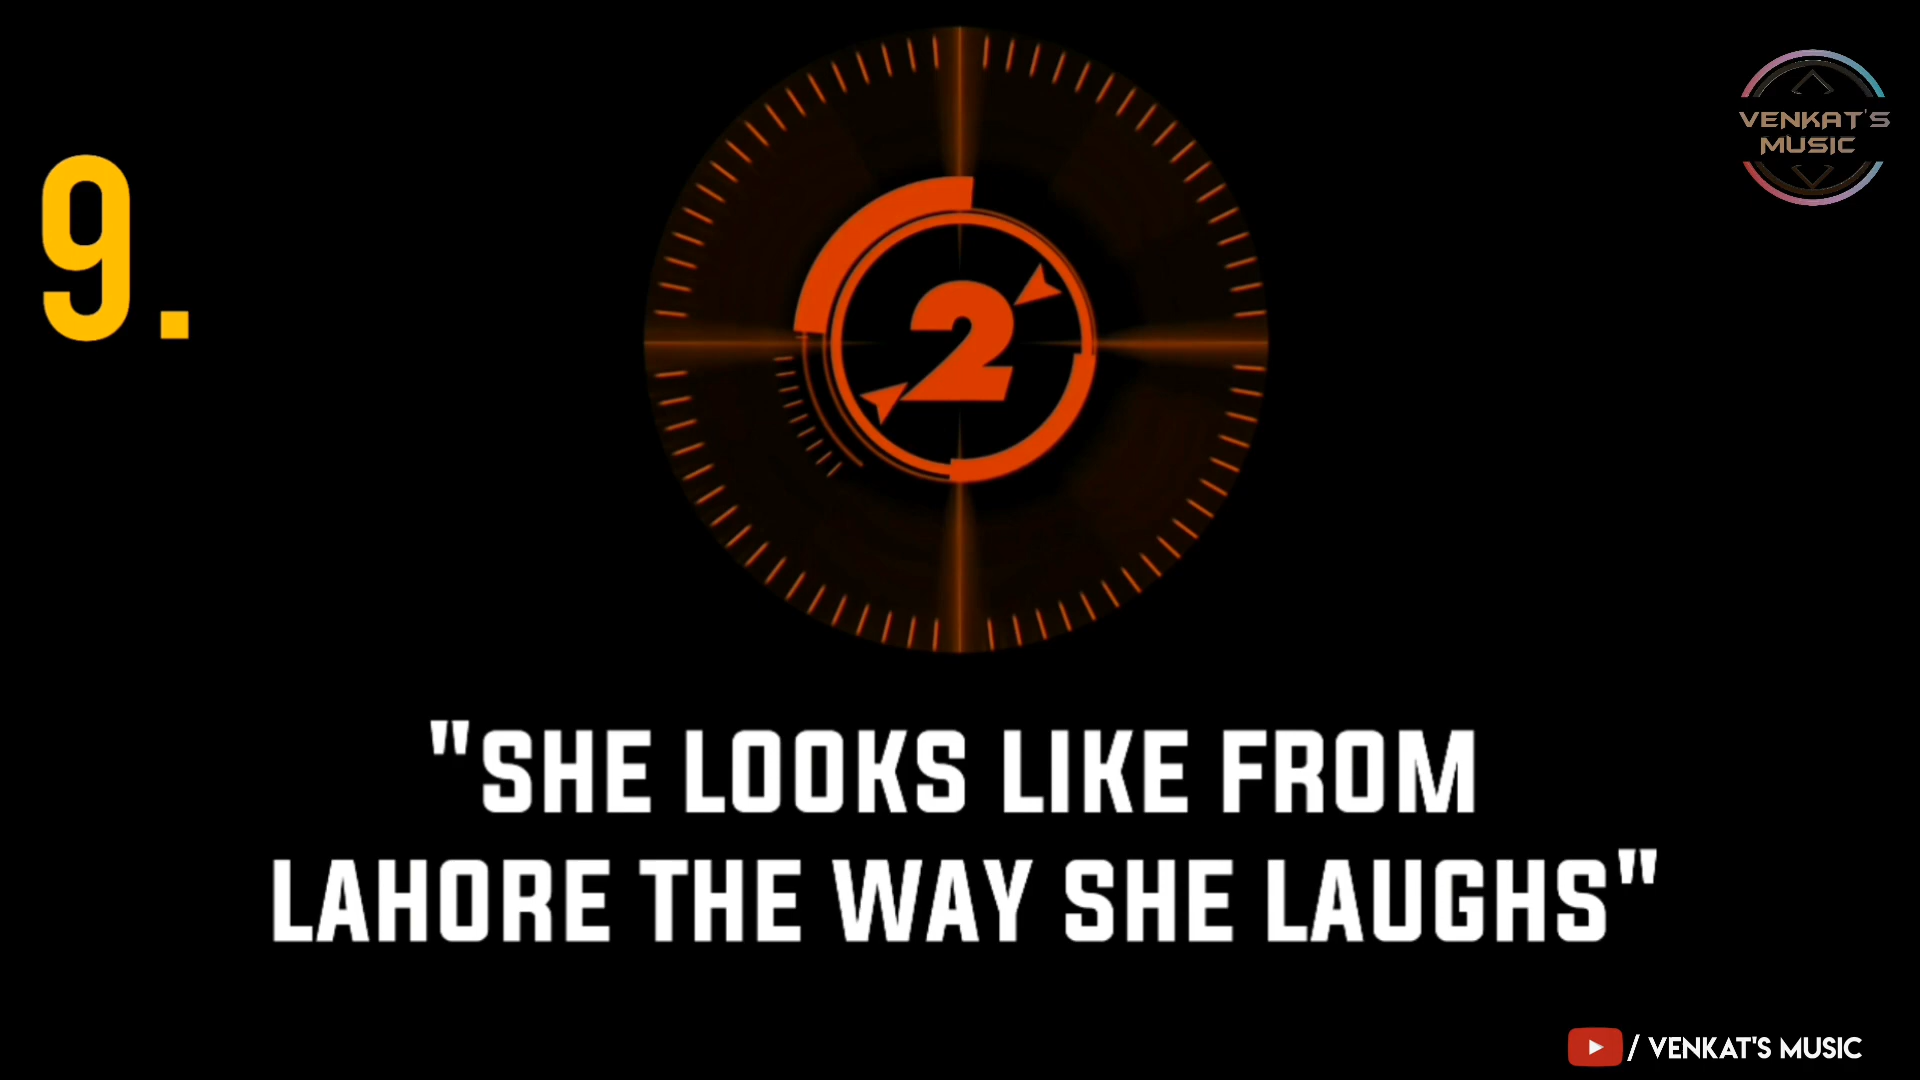 VENKAT'S
MUSIC
9.
2
"SHE LOOKS LIKE FROM
LAHORE THE WAY SHE LAUGHS"
/ VENKAT'S MUSIC